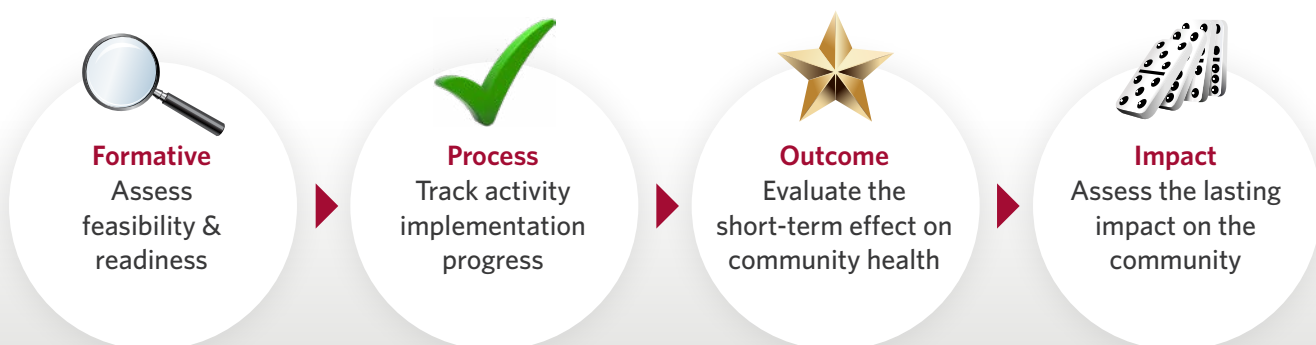 Formative
Assess
feasibility &
readiness
Process
Track activity
implementation
progress
Outcome
Evaluate the
short-term effect on
community health
Impact
Assess the lasting
impact on the
community